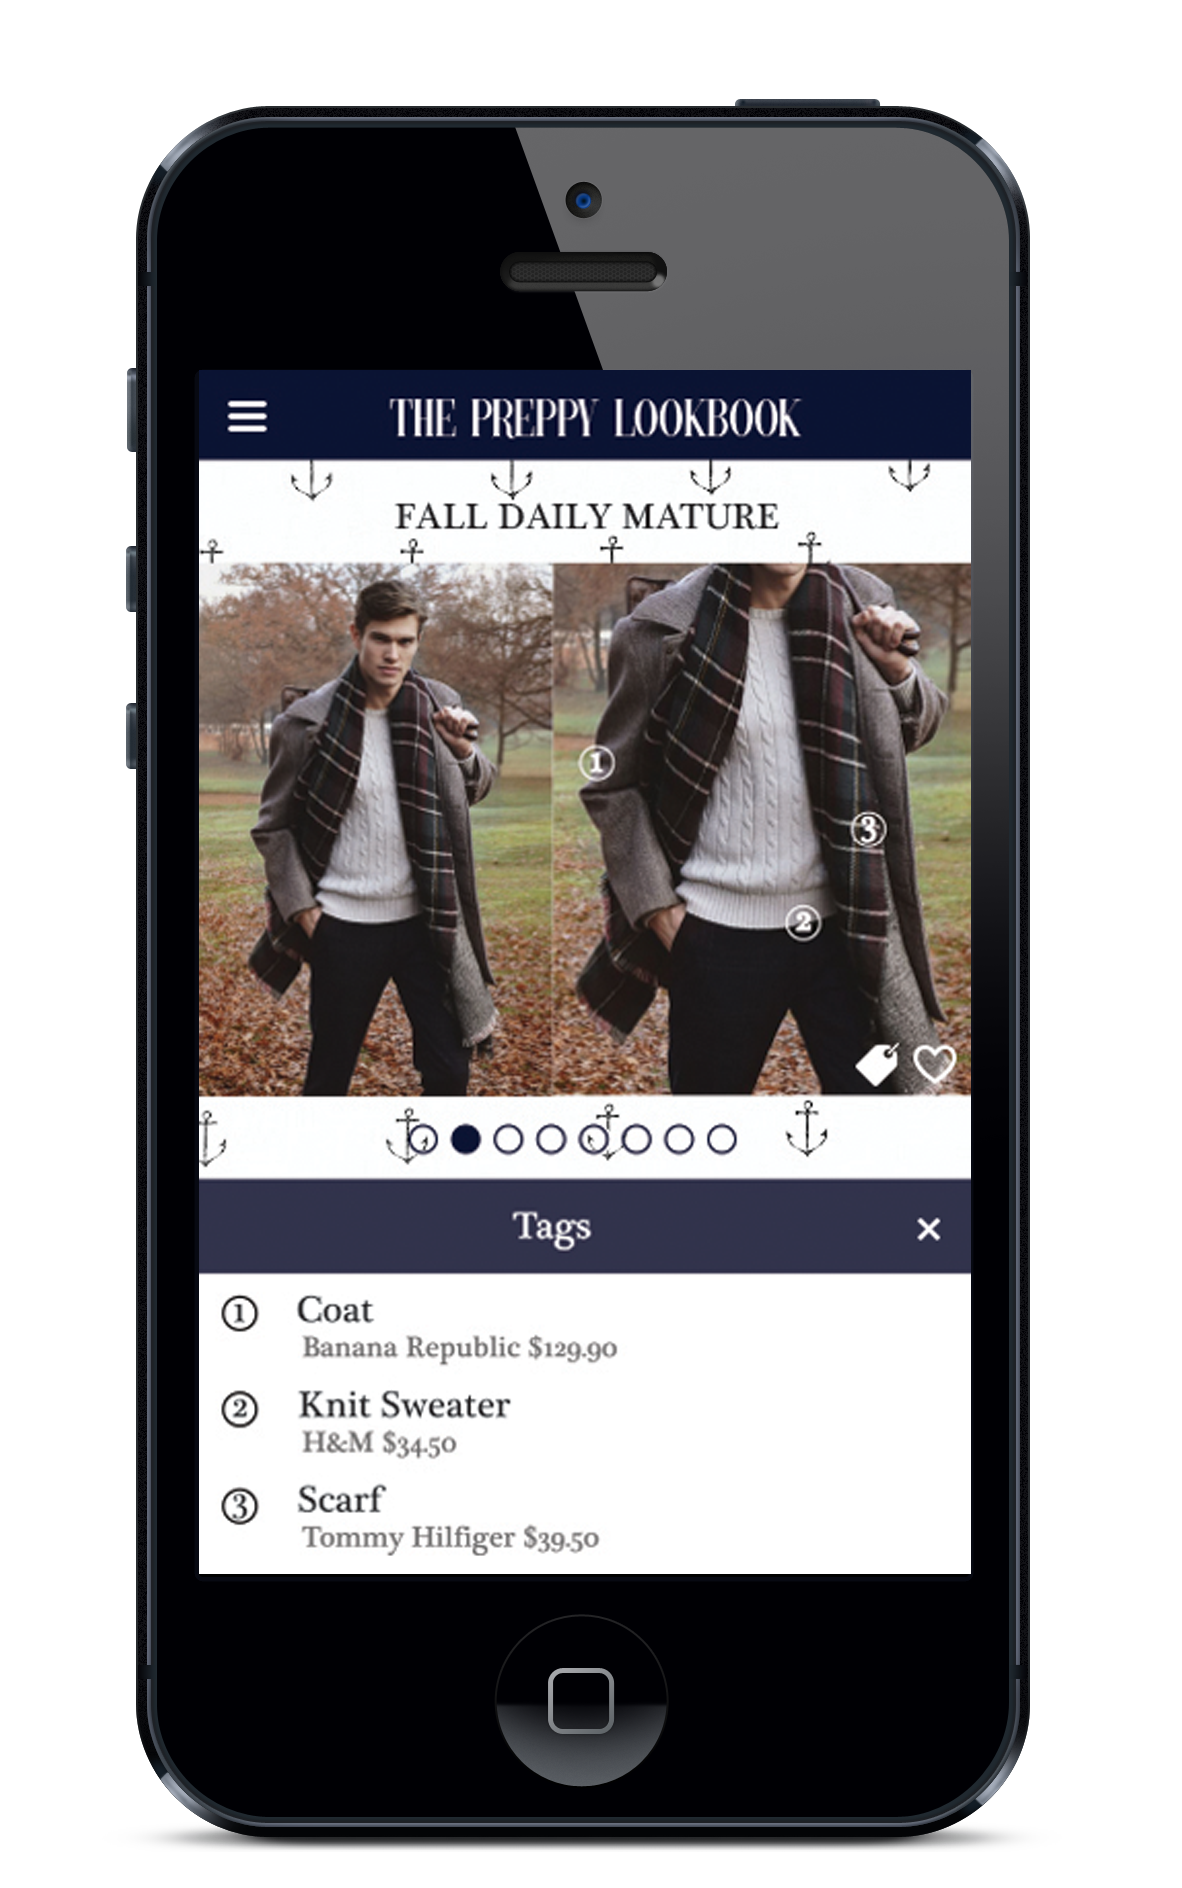 THE PREPPY LOOKBOOK
FALL DAILY MATURE
1
3
2
Tags
1 Coat
Banana Republic $129.90
2 Knit Sweater
H&M $34.50
3 Scarf
Tommy Hilfiger $39.50